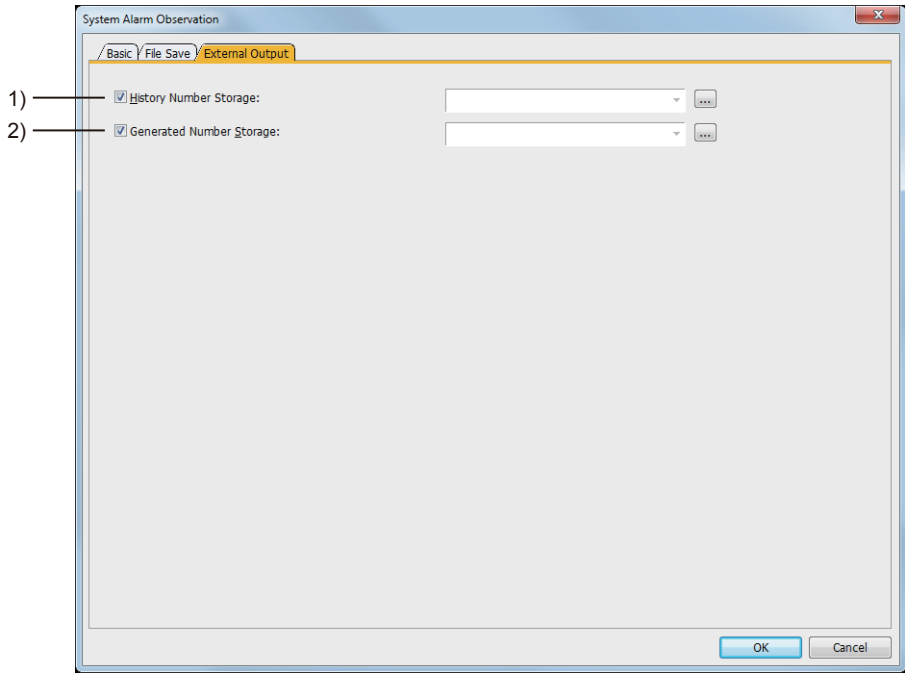 System Alarm Observation
Basic File Save External Output
1) History Number Storage: ...
2) Generated Number Storage: ...
OK Cancel